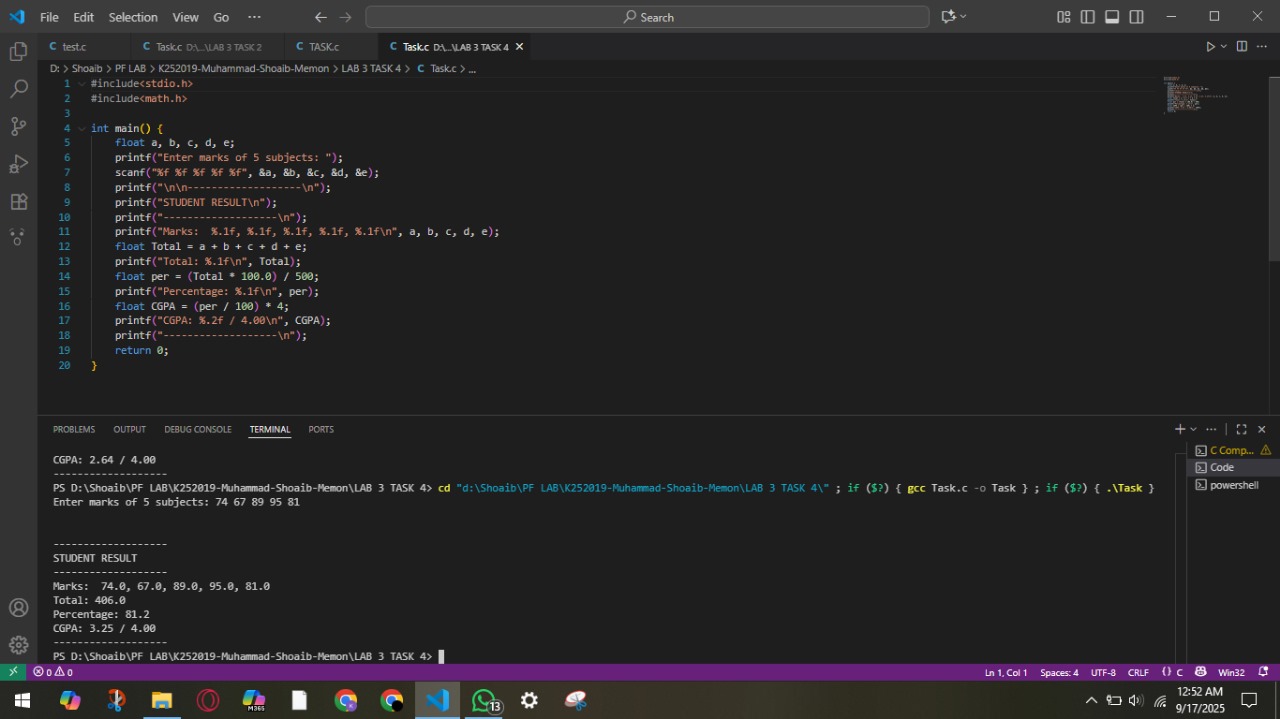 File Edit Selection View Go ··· Search
test.c Task.c D:\...\LAB 3 TASK 2 TASK.c Task.c D:\...\LAB 3 TASK 4
D: > Shoaib > PF LAB > K252019-Muhammad-Shoaib-Memon > LAB 3 TASK 4 > C Task.c > ...
1 #include<stdio.h>
2 #include<math.h>
3
4 int main() {
5 float a, b, c, d, e;
6 printf("Enter marks of 5 subjects: ");
7 scanf("%f %f %f %f %f", &a, &b, &c, &d, &e);
8 printf("\n\n-------------------\n");
9 printf("STUDENT RESULT\n");
10 printf("-------------------\n");
11 printf("Marks:  %.1f, %.1f, %.1f, %.1f, %.1f\n", a, b, c, d, e);
12 float Total = a + b + c + d + e;
13 printf("Total: %.1f\n", Total);
14 float per = (Total * 100.0) / 500;
15 printf("Percentage: %.1f\n", per);
16 float CGPA = (per / 100) * 4;
17 printf("CGPA: %.2f / 4.00\n", CGPA);
18 printf("-------------------\n");
19 return 0;
20 }
PROBLEMS OUTPUT DEBUG CONSOLE TERMINAL PORTS
C Comp...
Code
powershell
CGPA: 2.64 / 4.00
-------------------
PS D:\Shoaib\PF LAB\K252019-Muhammad-Shoaib-Memon\LAB 3 TASK 4> cd "d:\Shoaib\PF LAB\K252019-Muhammad-Shoaib-Memon\LAB 3 TASK 4\" ; if ($?) { gcc Task.c -o Task } ; if ($?) { .\Task }
Enter marks of 5 subjects: 74 67 89 95 81
-------------------
STUDENT RESULT
-------------------
Marks:  74.0, 67.0, 89.0, 95.0, 81.0
Total: 406.0
Percentage: 81.2
CGPA: 3.25 / 4.00
-------------------
PS D:\Shoaib\PF LAB\K252019-Muhammad-Shoaib-Memon\LAB 3 TASK 4>
0 0 Ln 1, Col 1 Spaces: 4 UTF-8 CRLF {} C Win32
M365 13
12:52 AM
9/17/2025